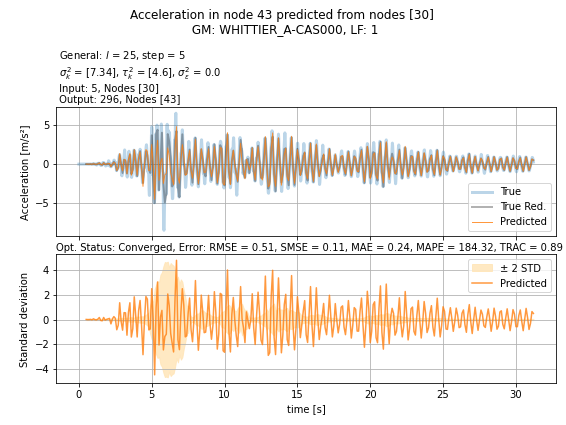 Acceleration in node 43 predicted from nodes [30]
GM: WHITTIER_A-CAS000, LF: 1
General: l = 25, step = 5
σ²ₖ = [7.34], τ²ₖ = [4.6], σ²ε = 0.0
Input: 5, Nodes [30]
Output: 296, Nodes [43]
Acceleration [m/s²]
5
0
−5
True
True Red.
Predicted
Opt. Status: Converged, Error: RMSE = 0.51, SMSE = 0.11, MAE = 0.24, MAPE = 184.32, TRAC = 0.89
Standard deviation
4
2
0
−2
−4
± 2 STD
Predicted
0 5 10 15 20 25 30
time [s]